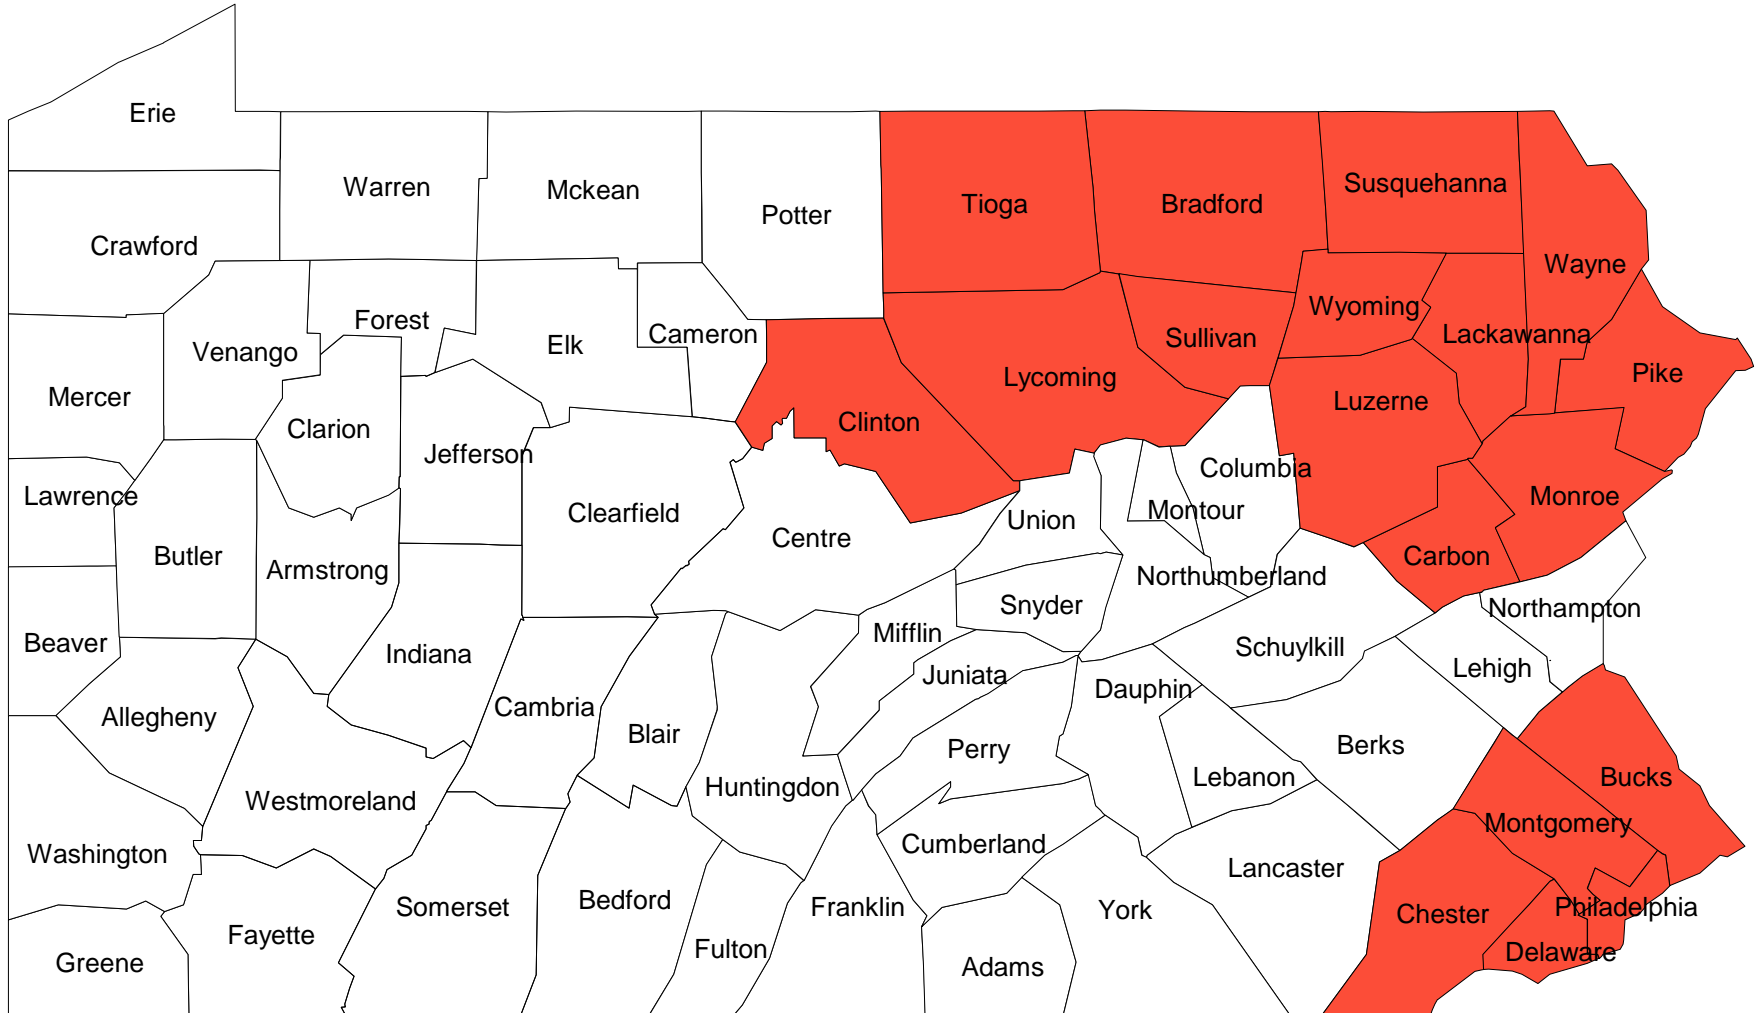 Erie
Warren
Mckean
Potter
Tioga
Bradford
Susquehanna
Crawford
Wayne
Forest
Venango
Elk
Cameron
Wyoming
Sullivan
Lackawanna
Mercer
Clarion
Lycoming
Clinton
Luzerne
Pike
Jefferson
Columbia
Lawrence
Clearfield
Centre
Union
Montour
Monroe
Butler
Armstrong
Carbon
Northumberland
Snyder
Northampton
Beaver
Indiana
Mifflin
Juniata
Schuylkill
Lehigh
Allegheny
Cambria
Blair
Dauphin
Perry
Berks
Lebanon
Bucks
Westmoreland
Huntingdon
Montgomery
Washington
Cumberland
Lancaster
Somerset
Bedford
Franklin
York
Chester
Philadelphia
Fayette
Fulton
Delaware
Greene
Adams